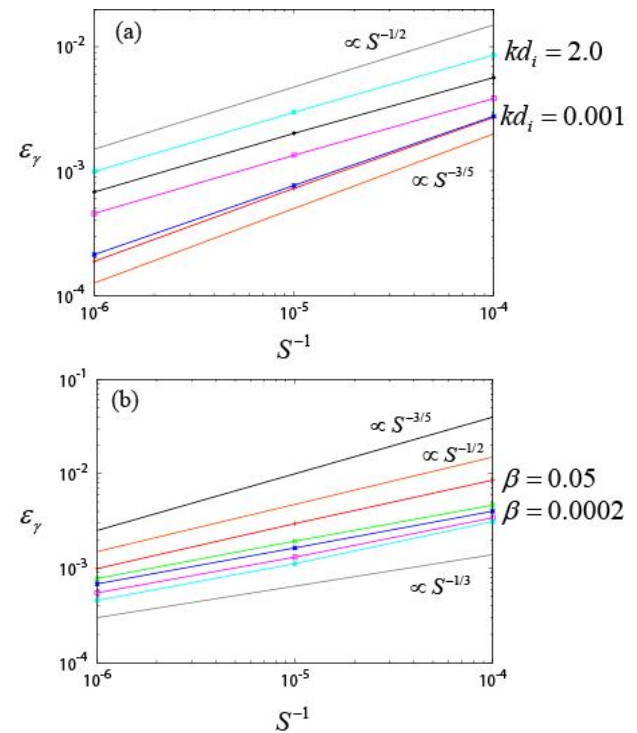 (a)
∝ S^{-1/2}
kd_i = 2.0
kd_i = 0.001
∝ S^{-3/5}
ε_γ
10^{-2}
10^{-3}
10^{-4}
10^{-6} 10^{-5} 10^{-4}
S^{-1}
(b)
∝ S^{-3/5}
∝ S^{-1/2}
β = 0.05
β = 0.0002
∝ S^{-1/3}
ε_γ
10^{-1}
10^{-2}
10^{-3}
10^{-4}
10^{-6} 10^{-5} 10^{-4}
S^{-1}